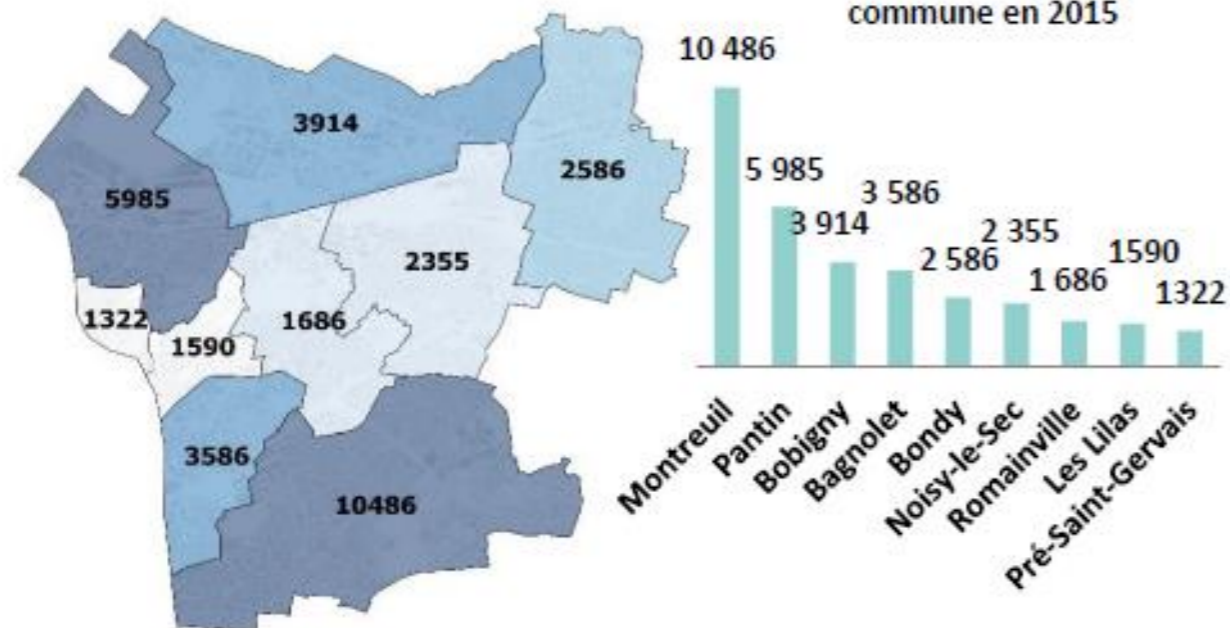 commune en 2015
10 486
5 985
3 914
3 586
2 586
2 355
1 686
1590
1322
Montreuil
Pantin
Bobigny
Bagnolet
Bondy
Noisy-le-Sec
Romainville
Les Lilas
Pré-Saint-Gervais
3914
2586
5985
2355
1322
1686
1590
3586
10486